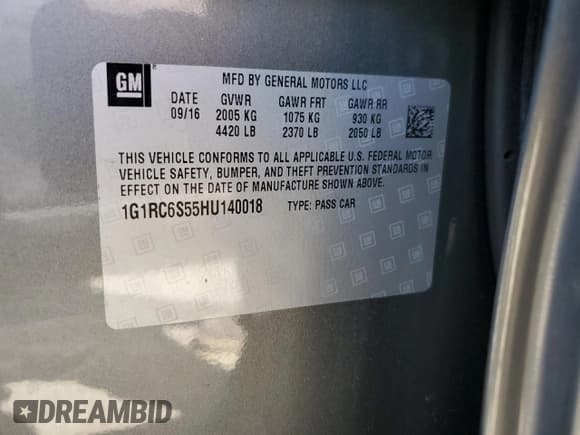 GM
MFD BY GENERAL MOTORS LLC
DATE GVWR GAWR FRT GAWR RR
09/16 2005 KG 1075 KG 930 KG
4420 LB 2370 LB 2050 LB
THIS VEHICLE CONFORMS TO ALL APPLICABLE U.S. FEDERAL MOTOR
VEHICLE SAFETY, BUMPER, AND THEFT PREVENTION STANDARDS IN
EFFECT ON THE DATE OF MANUFACTURE SHOWN ABOVE.
1G1RC6S55HU140018 TYPE: PASS CAR
DREAMBID